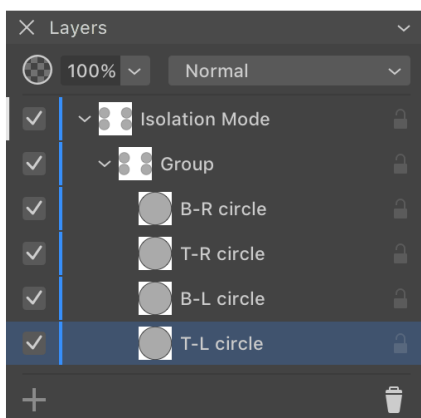 Layers
100% Normal
Isolation Mode
Group
B-R circle
T-R circle
B-L circle
T-L circle